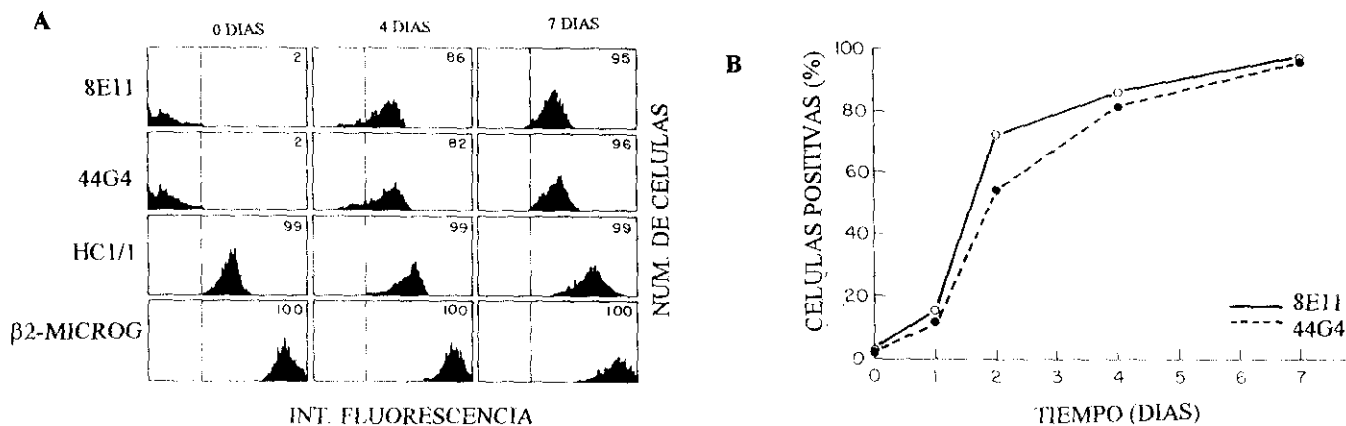 A
0 DIAS 4 DIAS 7 DIAS
8E11
2 86 95
44G4
2 82 96
HC1/1
99 99 99
β2-MICROG
100 100 100
NUM. DE CELULAS
INT. FLUORESCENCIA
B
CELULAS POSITIVAS (%)
100
80
60
40
20
0
0 1 2 3 4 5 6 7
TIEMPO (DIAS)
8E11
44G4